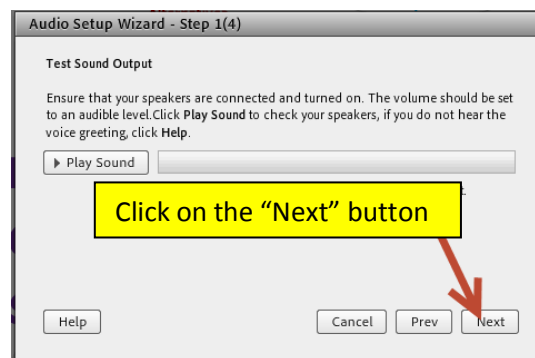 Audio Setup Wizard - Step 1(4)
Test Sound Output
Ensure that your speakers are connected and turned on. The volume should be set
to an audible level.Click Play Sound to check your speakers, if you do not hear the
voice greeting, click Help.
Play Sound
Click on the “Next” button
Help
Cancel
Prev
Next